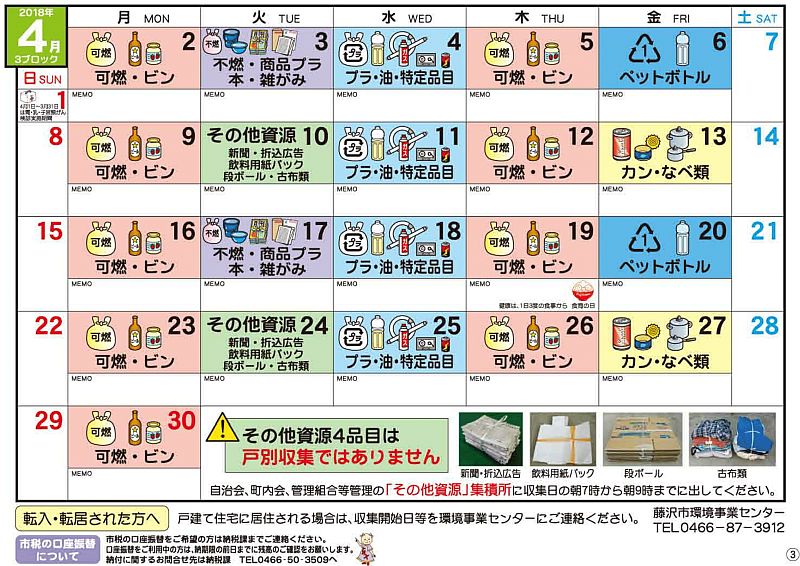 2018年
4月
3ブロック
日 SUN
月 MON
火 TUE
水 WED
木 THU
金 FRI
土 SAT
1
4月1日~3月31日
2
可燃
可燃・ビン
MEMO
3
不燃
不燃・商品プラ
本・雑がみ
MEMO
4
プラ
プラ・油・特定品目
MEMO
5
可燃
可燃・ビン
MEMO
6
1
ペットボトル
MEMO
7
8
9
可燃
可燃・ビン
MEMO
その他資源 10
新聞・折込広告
飲料用紙パック
段ボール・古布類
MEMO
11
プラ
プラ・油・特定品目
MEMO
12
可燃
可燃・ビン
MEMO
13
カン・なべ類
MEMO
14
15
16
可燃
可燃・ビン
MEMO
17
不燃
不燃・商品プラ
本・雑がみ
MEMO
18
プラ
プラ・油・特定品目
MEMO
19
可燃
可燃・ビン
MEMO
健康は、1日3度の食事から 食育の日
20
1
ペットボトル
MEMO
21
22
23
可燃
可燃・ビン
MEMO
その他資源 24
新聞・折込広告
飲料用紙パック
段ボール・古布類
MEMO
25
プラ
プラ・油・特定品目
MEMO
26
可燃
可燃・ビン
MEMO
27
カン・なべ類
MEMO
28
29
30
可燃
可燃・ビン
MEMO
その他資源4品目は
戸別収集ではありません
新聞・折込広告
飲料用紙パック
段ボール
古布類
自治会、町内会、管理組合等管理の「その他資源」集積所に収集日の朝7時から朝9時までに出してください。
転入・転居された方へ
戸建て住宅に居住される場合は、収集開始日等を環境事業センターにご連絡ください。
藤沢市環境事業センター
TEL0466-87-3912
市税の口座振替
について
市税の口座振替をご希望の方は納税課までご連絡ください。
口座振替をご利用中の方は、納期限の前日までに残高のご確認をお願いします。
納付に関するお問合せ先は納税課 TEL0466-50-3509へ
③